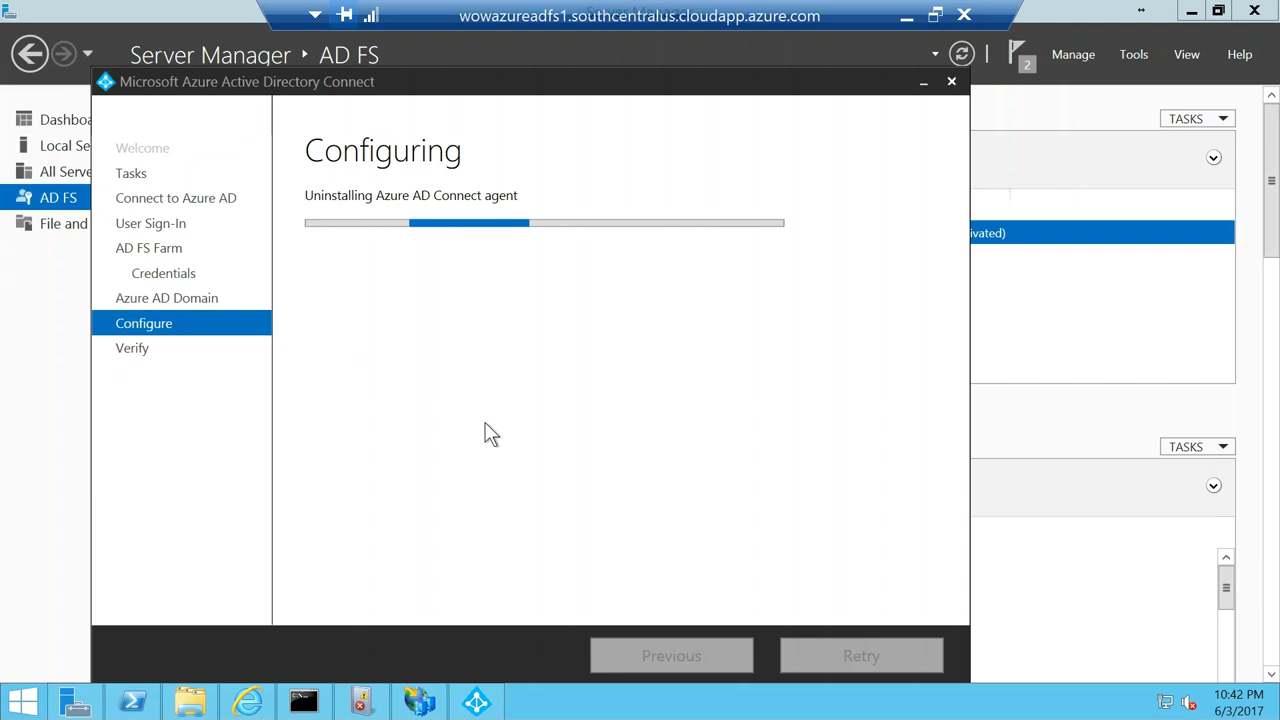 wowazureadfs1.southcentralus.cloudapp.azure.com
Server Manager ‣ AD FS
2
Manage
Tools
View
Help
Microsoft Azure Active Directory Connect
Dashbo
Local Se
All Serve
AD FS
File and
Welcome
Tasks
Connect to Azure AD
User Sign-In
AD FS Farm
Credentials
Azure AD Domain
Configure
Verify
Configuring
Uninstalling Azure AD Connect agent
Previous
Retry
TASKS
ivated)
TASKS
10:42 PM
6/3/2017